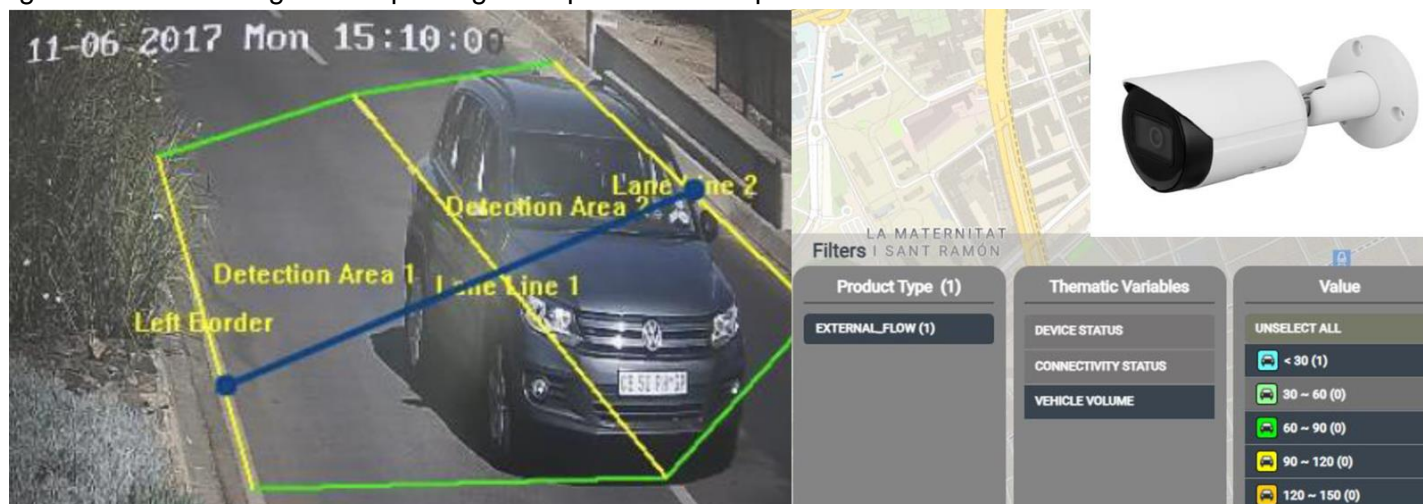 11-06 2017 Mon 15:10:00
Lane Line 2
Detection Area 2
Detection Area 1
Lane Line 1
Left Border
LA MATERNITAT
I SANT RAMÓN
Filters
Product Type (1)
EXTERNAL_FLOW (1)
Thematic Variables
DEVICE STATUS
CONNECTIVITY STATUS
VEHICLE VOLUME
Value
UNSELECT ALL
< 30 (1)
30 ~ 60 (0)
60 ~ 90 (0)
90 ~ 120 (0)
120 ~ 150 (0)